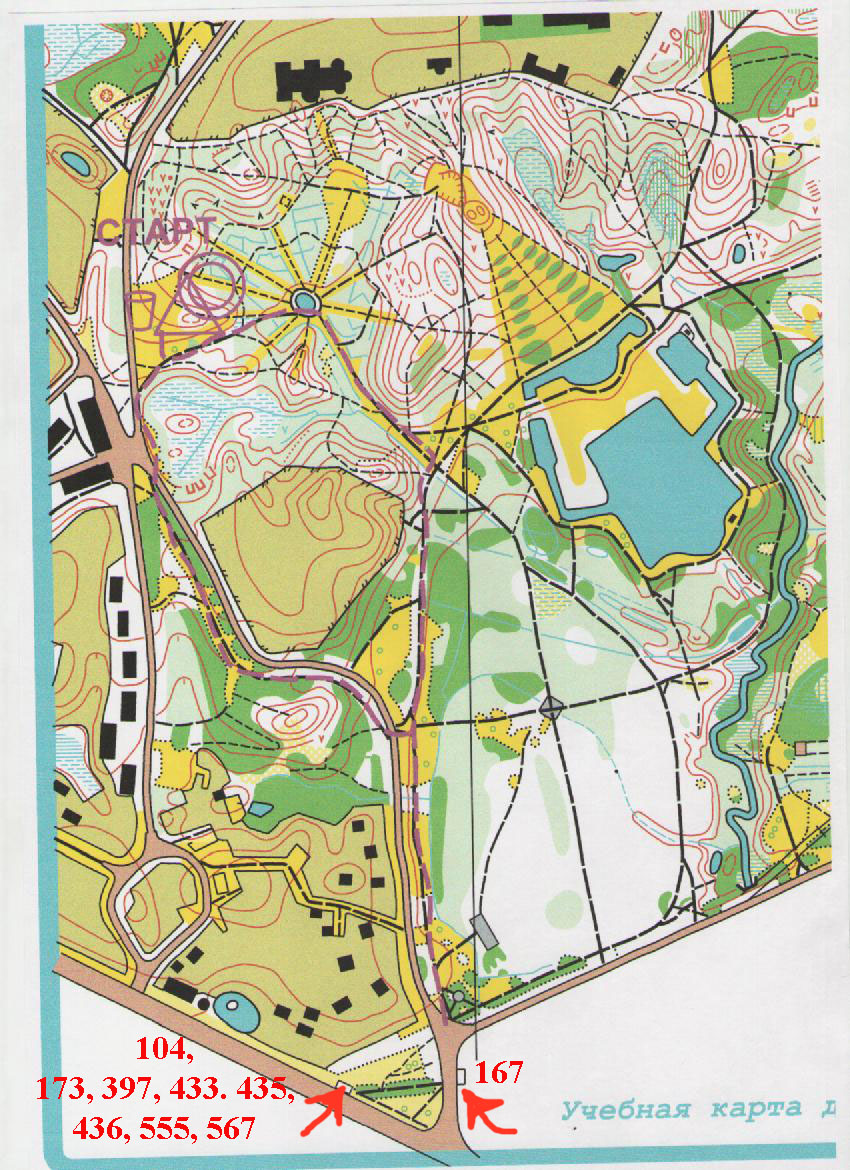 СТАРТ
104,
173, 397, 433. 435,
436, 555, 567
167
Учебная карта д